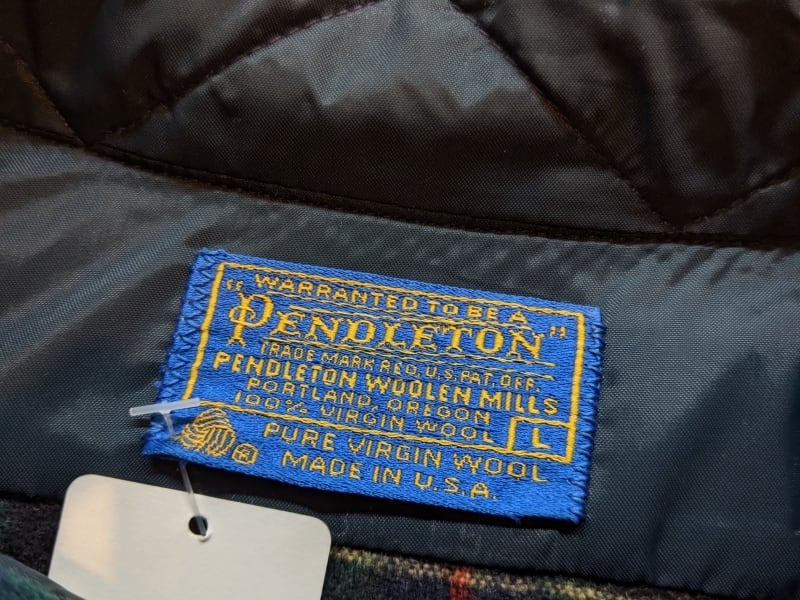 WARRANTED TO BE A
"PENDLETON"
TRADE MARK REG. U.S. PAT. OFF.
PENDLETON WOOLEN MILLS
PORTLAND, OREGON
100% VIRGIN WOOL
L
PURE VIRGIN WOOL
® MADE IN U.S.A.